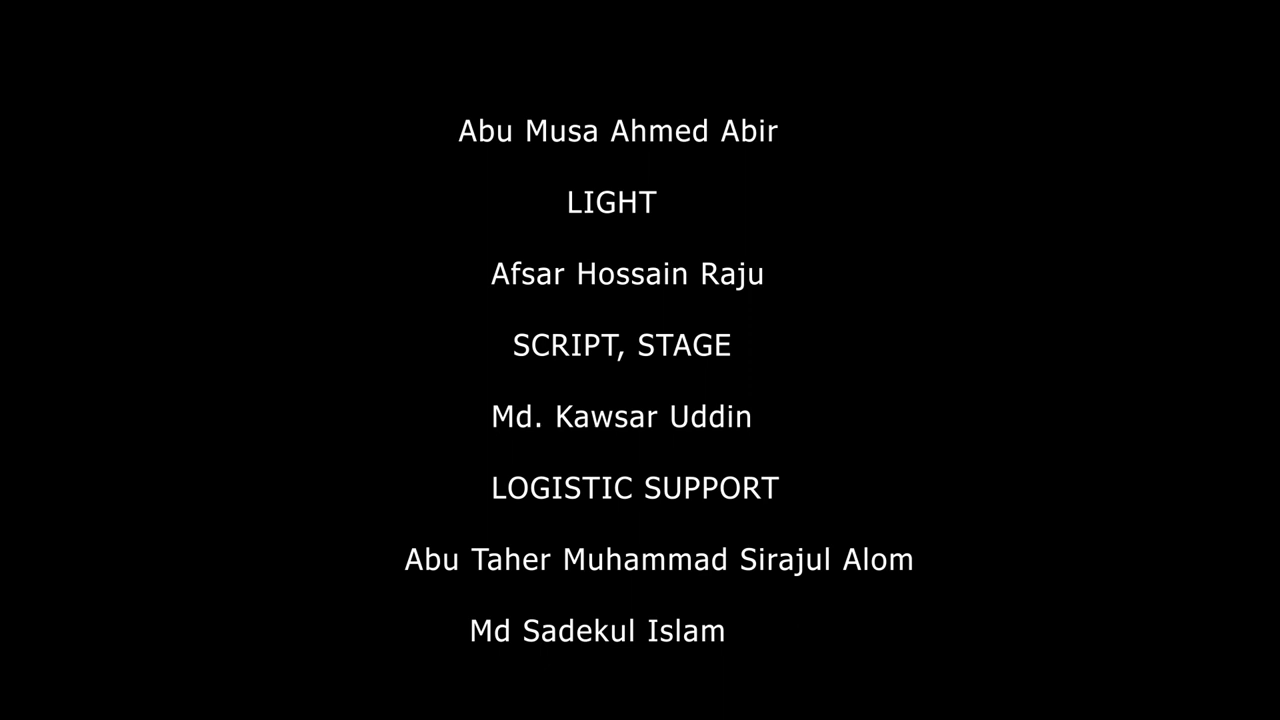 Abu Musa Ahmed Abir
LIGHT
Afsar Hossain Raju
SCRIPT, STAGE
Md. Kawsar Uddin
LOGISTIC SUPPORT
Abu Taher Muhammad Sirajul Alom
Md Sadekul Islam